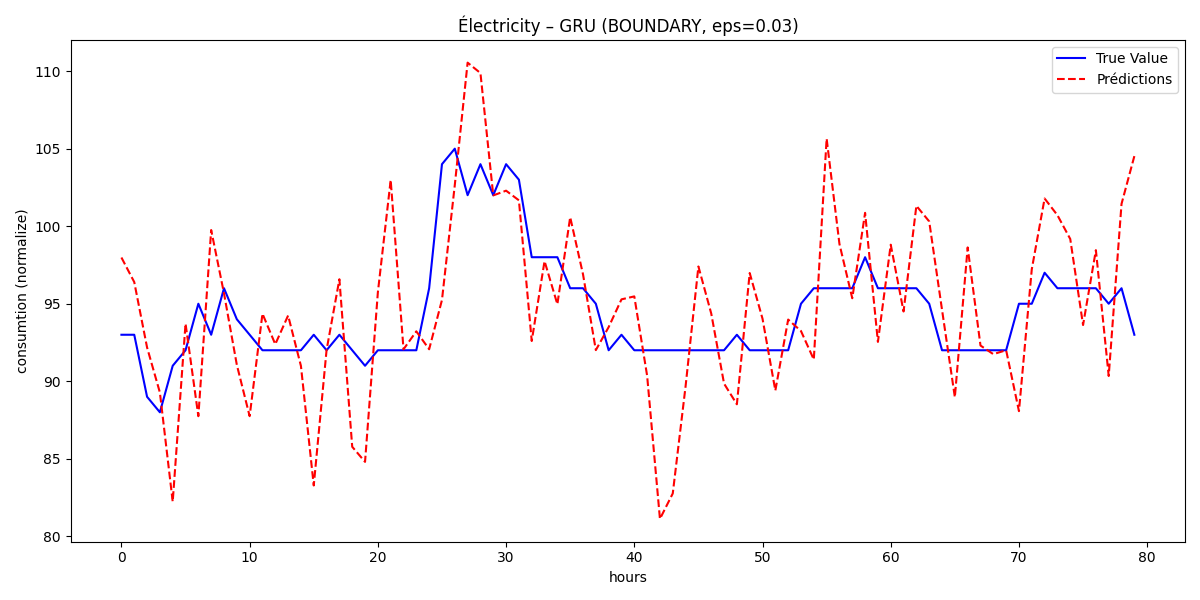 Électricity – GRU (BOUNDARY, eps=0.03)
True Value
Prédictions
consumtion (normalize)
110
105
100
95
90
85
80
0 10 20 30 40 50 60 70 80
hours